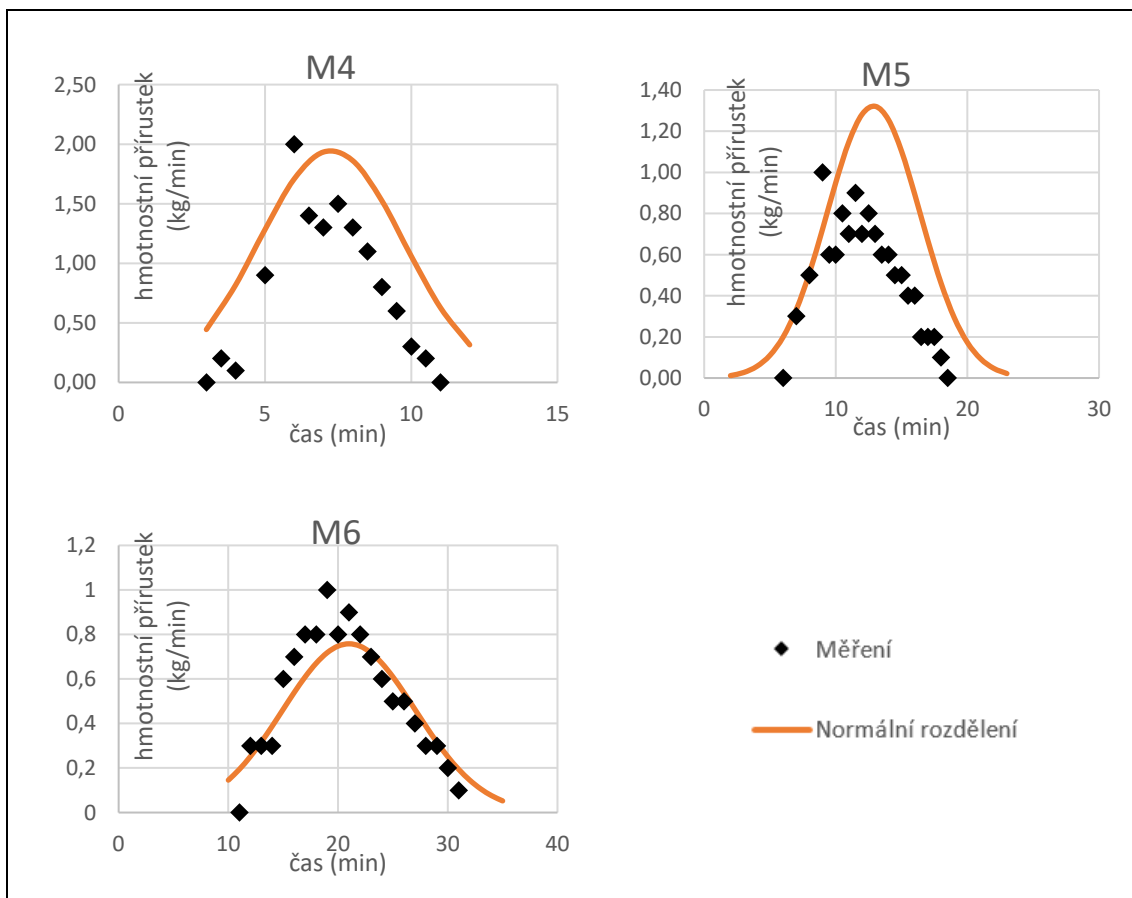 M4
hmotnostní přírustek
(kg/min)
2,50
2,00
1,50
1,00
0,50
0,00
0
5
10
15
čas (min)
M5
hmotnostní přírustek
(kg/min)
1,40
1,20
1,00
0,80
0,60
0,40
0,20
0,00
0
10
20
30
čas (min)
M6
hmotnostní přírustek
(kg/min)
1,2
1
0,8
0,6
0,4
0,2
0
0
10
20
30
40
čas (min)
Měření
Normální rozdělení